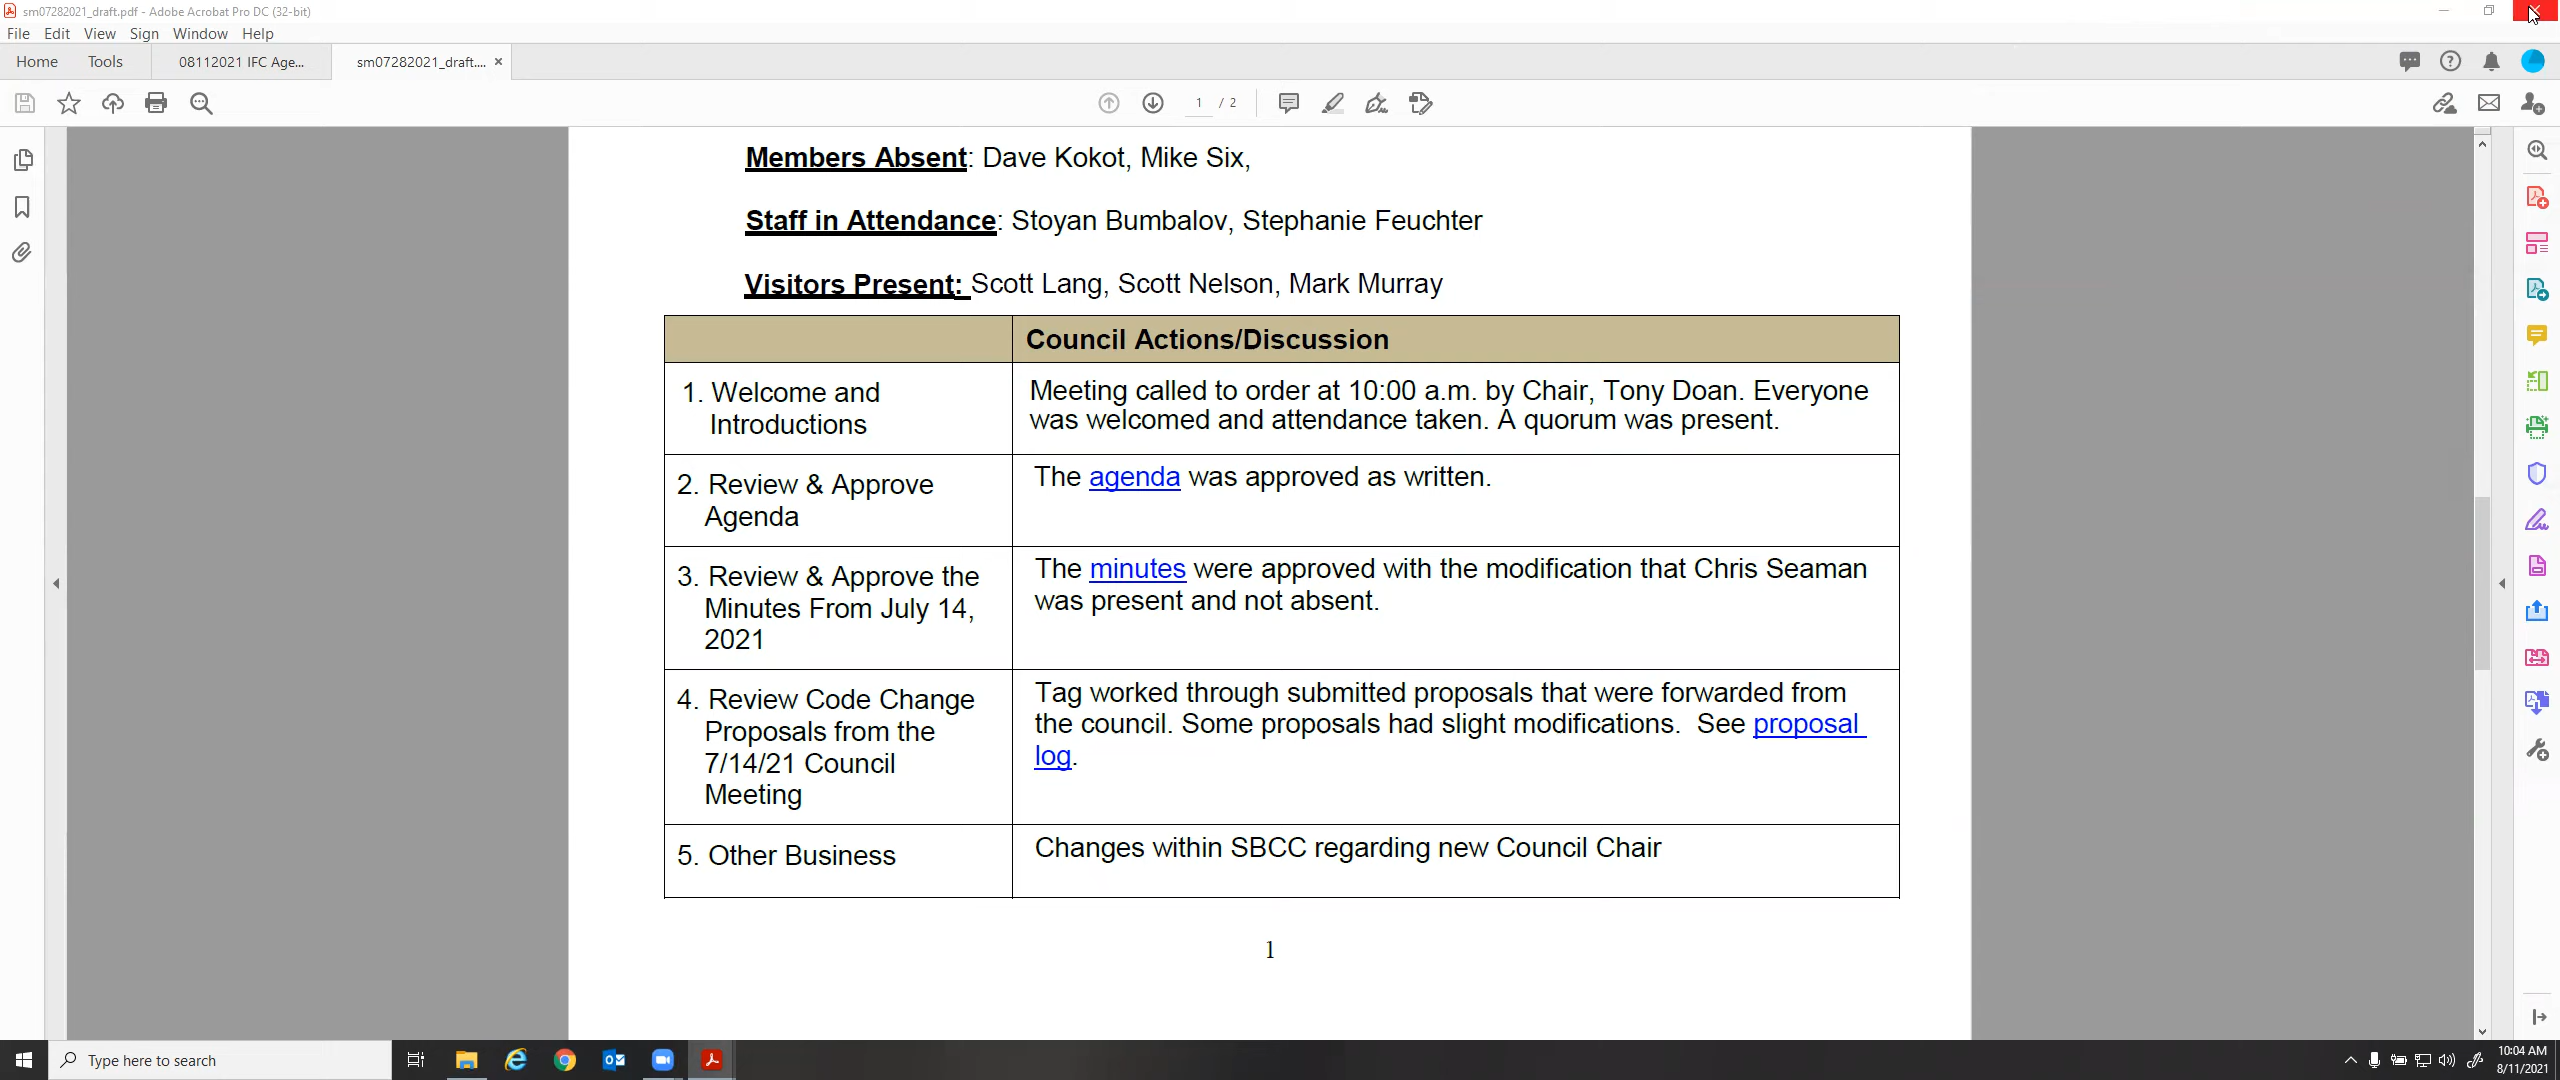 sm07282021_draft.pdf - Adobe Acrobat Pro DC (32-bit)
File Edit View Sign Window Help
Home Tools 08112021 IFC Age... sm07282021_draft.... ×
1 / 2
Members Absent: Dave Kokot, Mike Six,
Staff in Attendance: Stoyan Bumbalov, Stephanie Feuchter
Visitors Present: Scott Lang, Scott Nelson, Mark Murray
Council Actions/Discussion
1. Welcome and
Introductions
Meeting called to order at 10:00 a.m. by Chair, Tony Doan. Everyone
was welcomed and attendance taken. A quorum was present.
2. Review & Approve
Agenda
The agenda was approved as written.
3. Review & Approve the
Minutes From July 14,
2021
The minutes were approved with the modification that Chris Seaman
was present and not absent.
4. Review Code Change
Proposals from the
7/14/21 Council
Meeting
Tag worked through submitted proposals that were forwarded from
the council. Some proposals had slight modifications.  See proposal
log.
5. Other Business
Changes within SBCC regarding new Council Chair
1
Type here to search
10:04 AM
8/11/2021